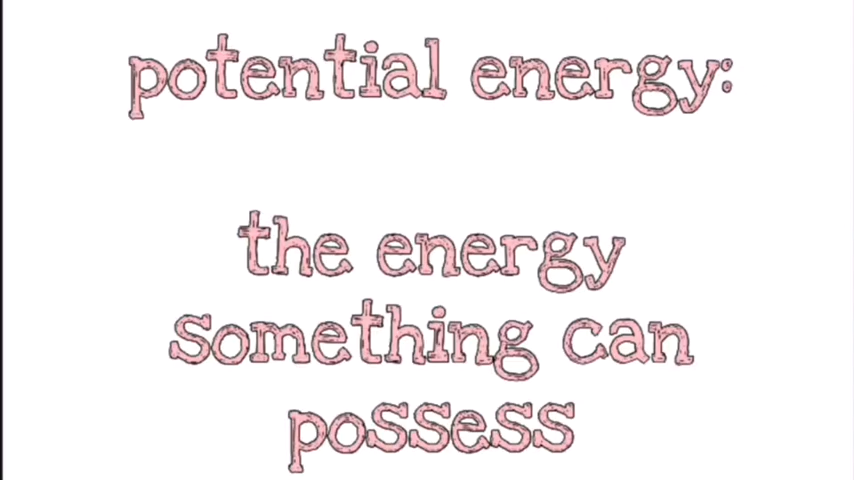 potential energy:
the energy
something can
possess